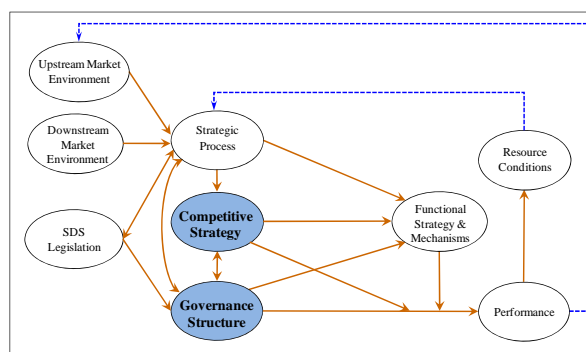 Upstream Market
Environment
Downstream
Market
Environment
Strategic
Process
Resource
Conditions
SDS
Legislation
Competitive
Strategy
Functional
Strategy &
Mechanisms
Governance
Structure
Performance